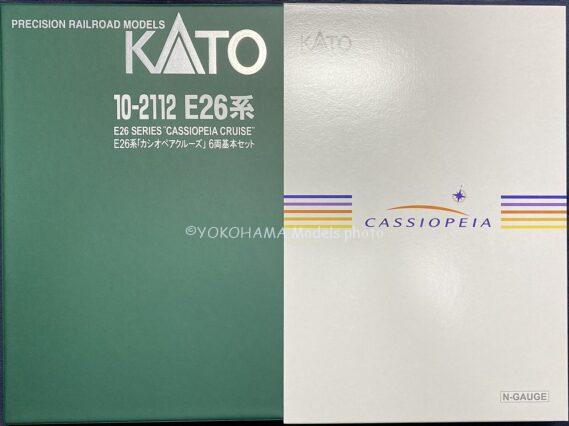 PRECISION RAILROAD MODELS
KATO
10-2112 E26系
E26 SERIES "CASSIOPEIA CRUISE"
E26系「カシオペアクルーズ」6両基本セット
KATO
CASSIOPEIA
©YOKOHAMA Models photo
N-GAUGE